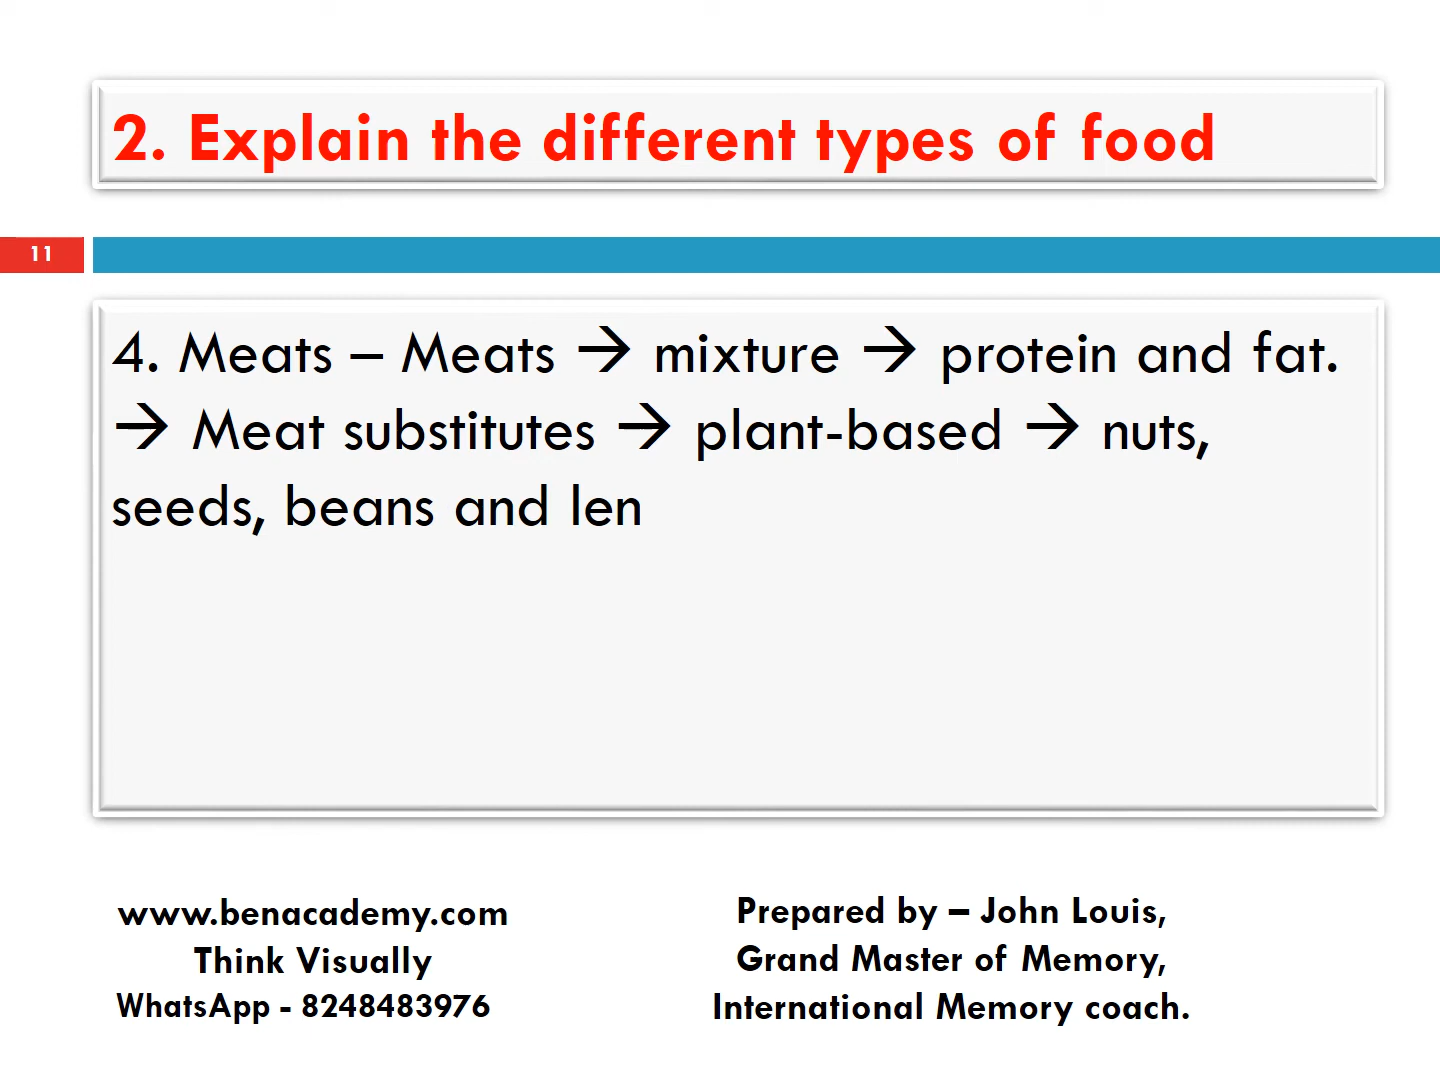 2. Explain the different types of food
11
4. Meats – Meats → mixture → protein and fat.
→ Meat substitutes → plant-based → nuts,
seeds, beans and len
www.benacademy.com
Think Visually
WhatsApp - 8248483976
Prepared by – John Louis,
Grand Master of Memory,
International Memory coach.